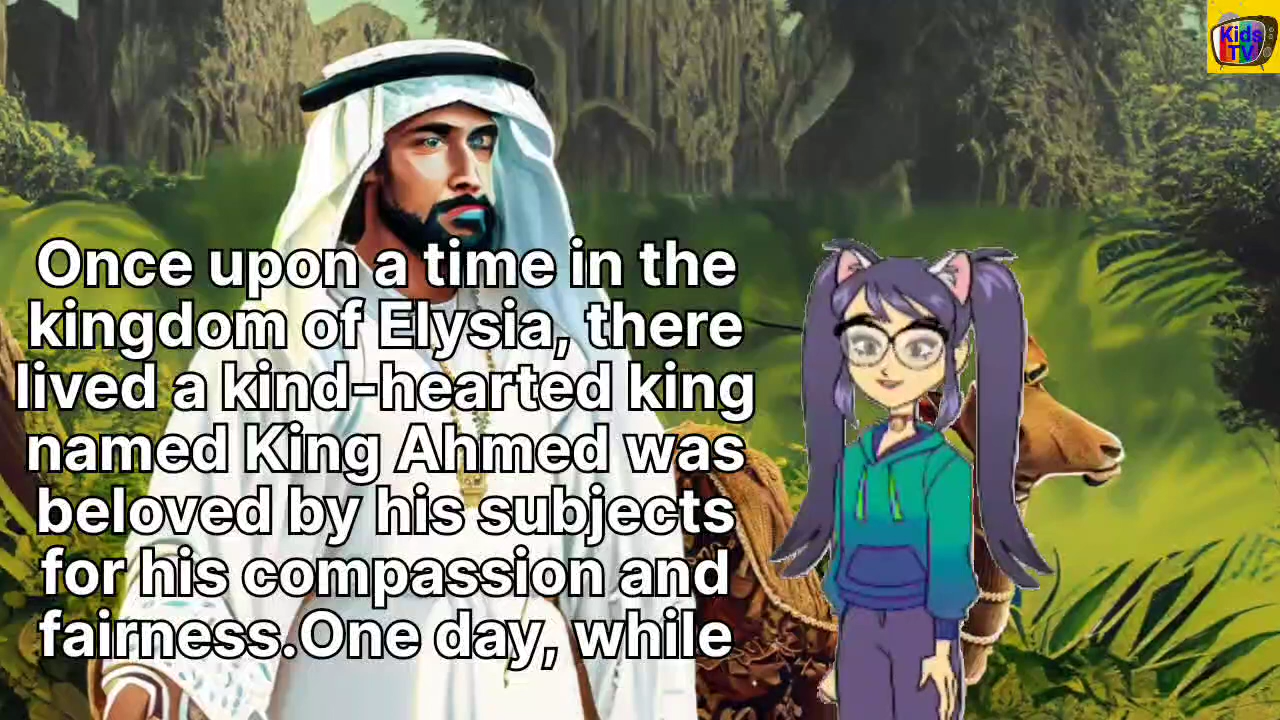 Kids
TV
Once upon a time in the
kingdom of Elysia, there
lived a kind-hearted king
named King Ahmed was
beloved by his subjects
for his compassion and
fairness.One day, while